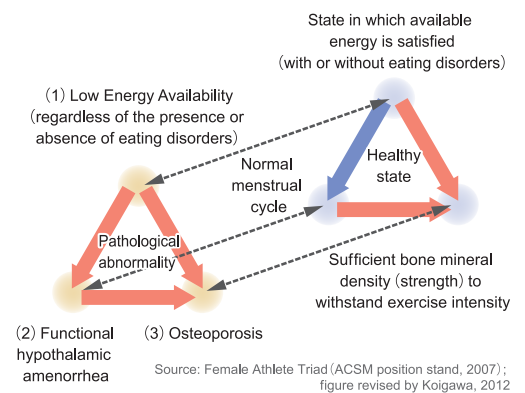 State in which available
energy is satisfied
(with or without eating disorders)
(1) Low Energy Availability
(regardless of the presence or
absence of eating disorders)
Normal
menstrual
cycle
Healthy
state
Pathological
abnormality
Sufficient bone mineral
density (strength) to
withstand exercise intensity
(2) Functional
hypothalamic
amenorrhea
(3) Osteoporosis
Source: Female Athlete Triad (ACSM position stand, 2007);
figure revised by Koigawa, 2012